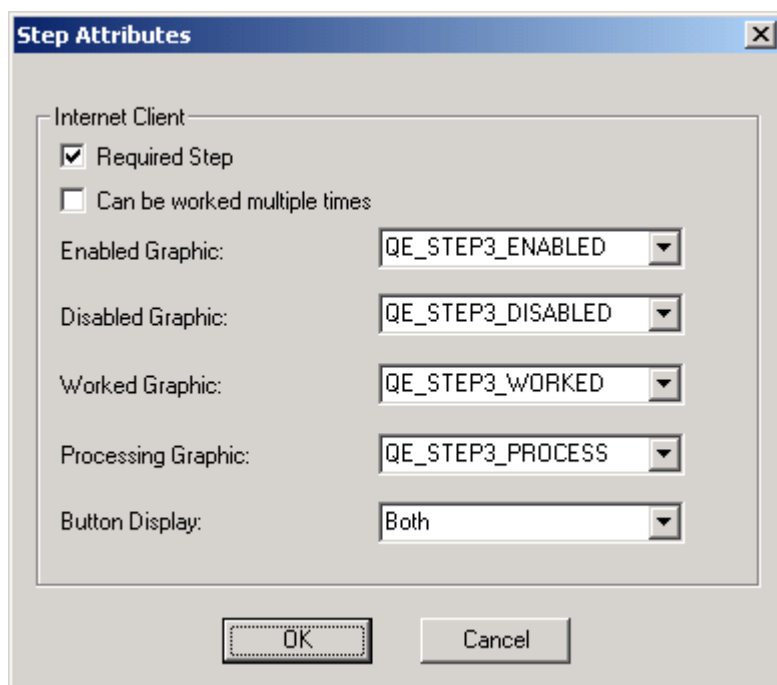 Step Attributes
Internet Client
Required Step
Can be worked multiple times
Enabled Graphic: QE_STEP3_ENABLED
Disabled Graphic: QE_STEP3_DISABLED
Worked Graphic: QE_STEP3_WORKED
Processing Graphic: QE_STEP3_PROCESS
Button Display: Both
OK Cancel